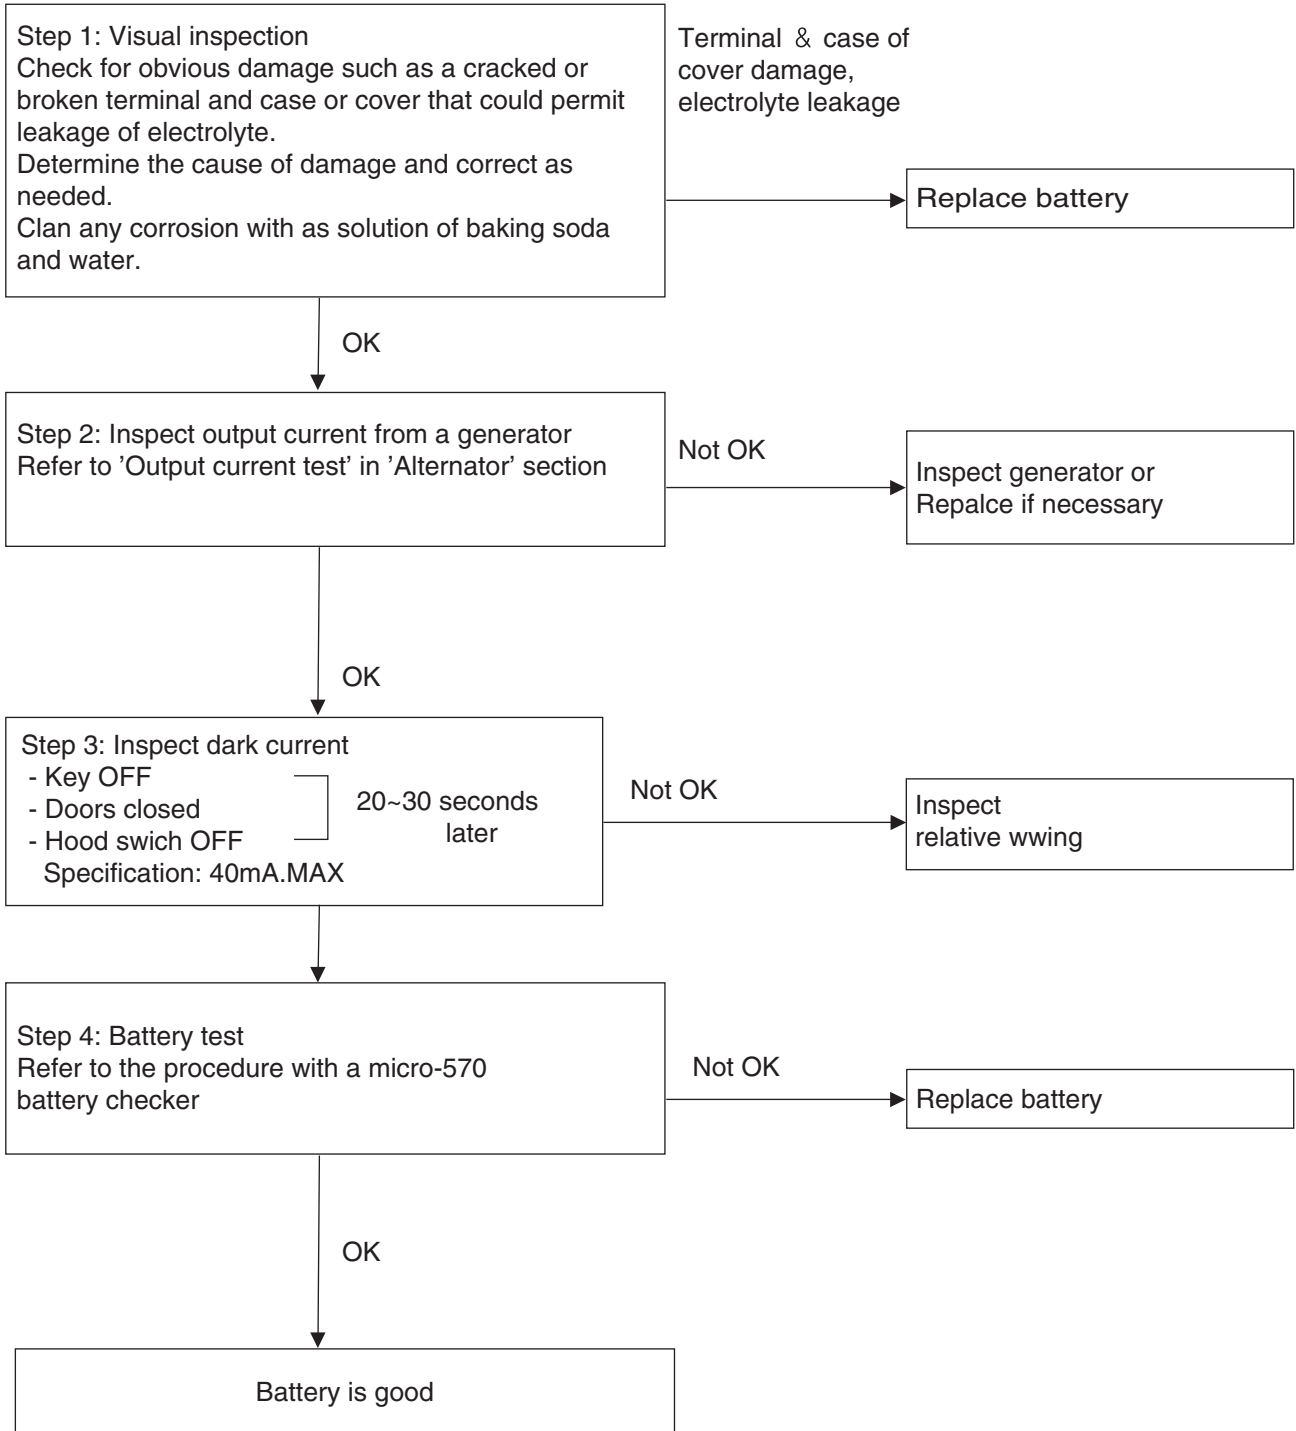 Step 1: Visual inspection
Check for obvious damage such as a cracked or
broken terminal and case or cover that could permit
leakage of electrolyte.
Determine the cause of damage and correct as
needed.
Clan any corrosion with as solution of baking soda
and water.
Terminal & case of
cover damage,
electrolyte leakage
Replace battery
OK
Step 2: Inspect output current from a generator
Refer to 'Output current test' in 'Alternator' section
Not OK
Inspect generator or
Repalce if necessary
OK
Step 3: Inspect dark current
- Key OFF
- Doors closed
- Hood swich OFF
20~30 seconds
later
Specification: 40mA.MAX
Not OK
Inspect
relative wwing
Step 4: Battery test
Refer to the procedure with a micro-570
battery checker
Not OK
Replace battery
OK
Battery is good